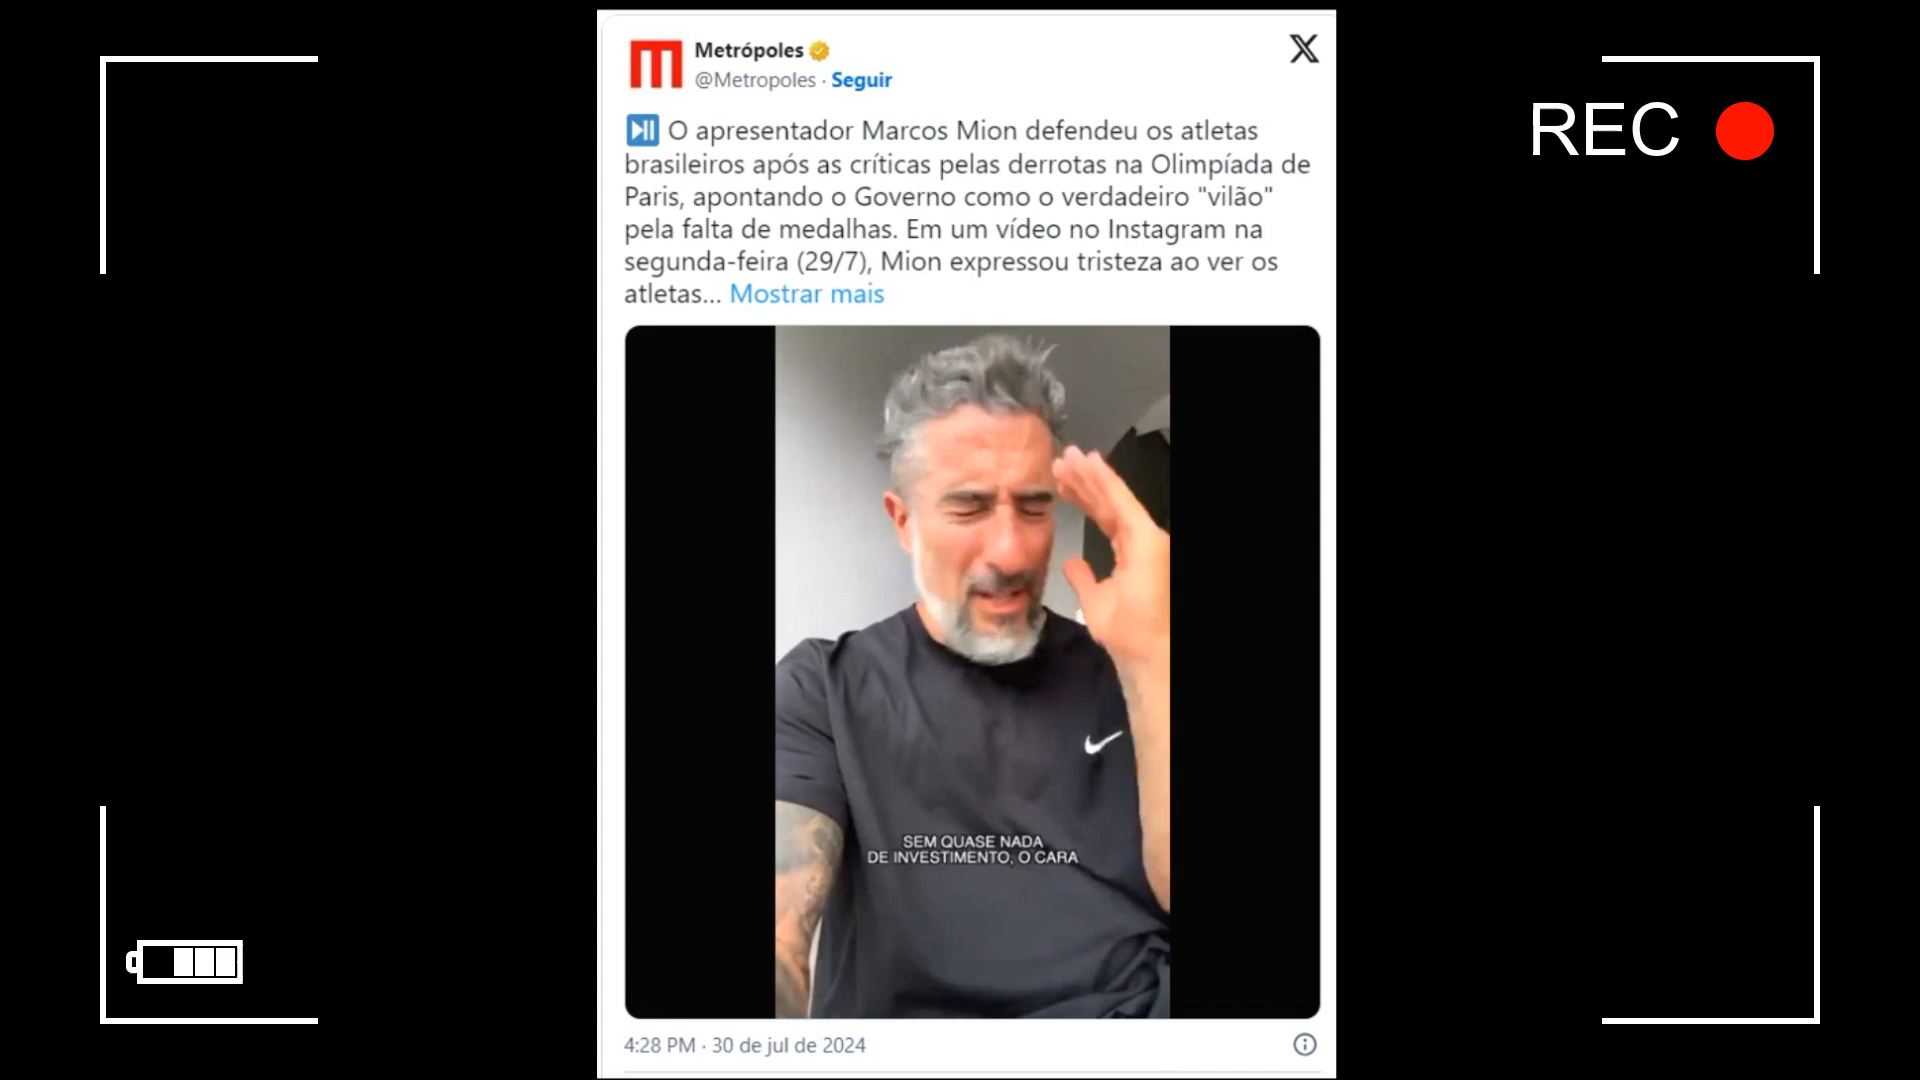 Metrópoles
@Metropoles · Seguir
REC
O apresentador Marcos Mion defendeu os atletas
brasileiros após as críticas pelas derrotas na Olimpíada de
Paris, apontando o Governo como o verdadeiro "vilão"
pela falta de medalhas. Em um vídeo no Instagram na
segunda-feira (29/7), Mion expressou tristeza ao ver os
atletas... Mostrar mais
SEM QUASE NADA
DE INVESTIMENTO, O CARA
4:28 PM · 30 de jul de 2024